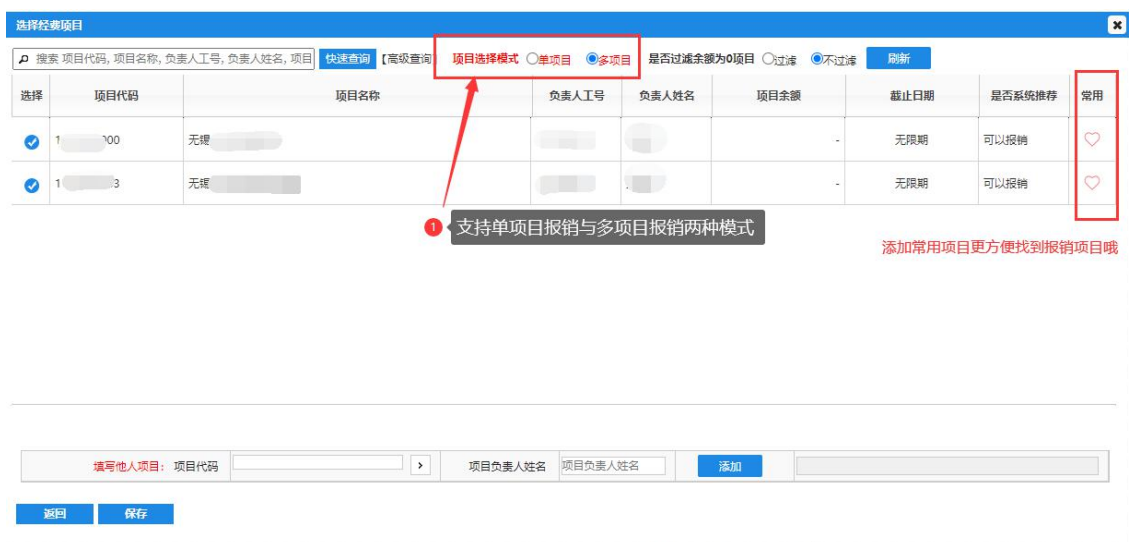 选择经费项目
搜索 项目代码, 项目名称, 负责人工号, 负责人姓名, 项目 快速查询 【高级查询 项目选择模式 单项目 多项目 是否过滤余额为0项目 过滤 不过滤 刷新
选择 项目代码 项目名称 负责人工号 负责人姓名 项目余额 截止日期 是否系统推荐 常用
1 000 无锡 - 无限期 可以报销
1 3 无锡 - 无限期 可以报销
1 支持单项目报销与多项目报销两种模式
添加常用项目更方便找到报销项目哦
填写他人项目: 项目代码 > 项目负责人姓名 项目负责人姓名 添加
返回 保存